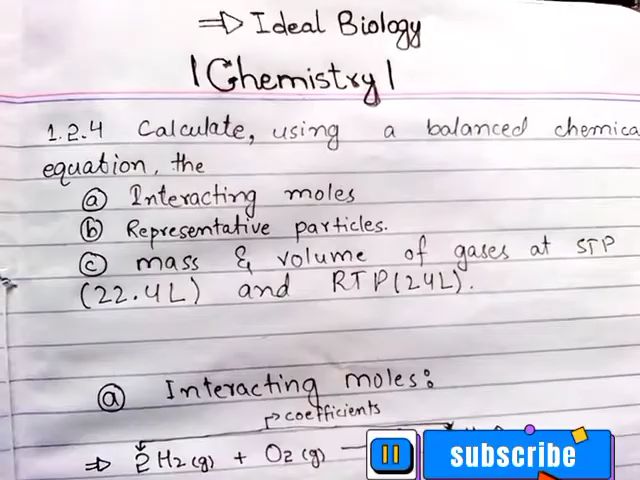 ⇒ Ideal Biology
|Chemistry|
1.2.4 Calculate, using a balanced chemica
equation, the
ⓐ Interacting moles
ⓑ Representative particles.
ⓒ mass & volume of gases at STP
(22.4L) and RTP(24L).
ⓐ Interacting moles:
→ coefficients
⇒ 2H₂(g) + O₂(g)
subscribe